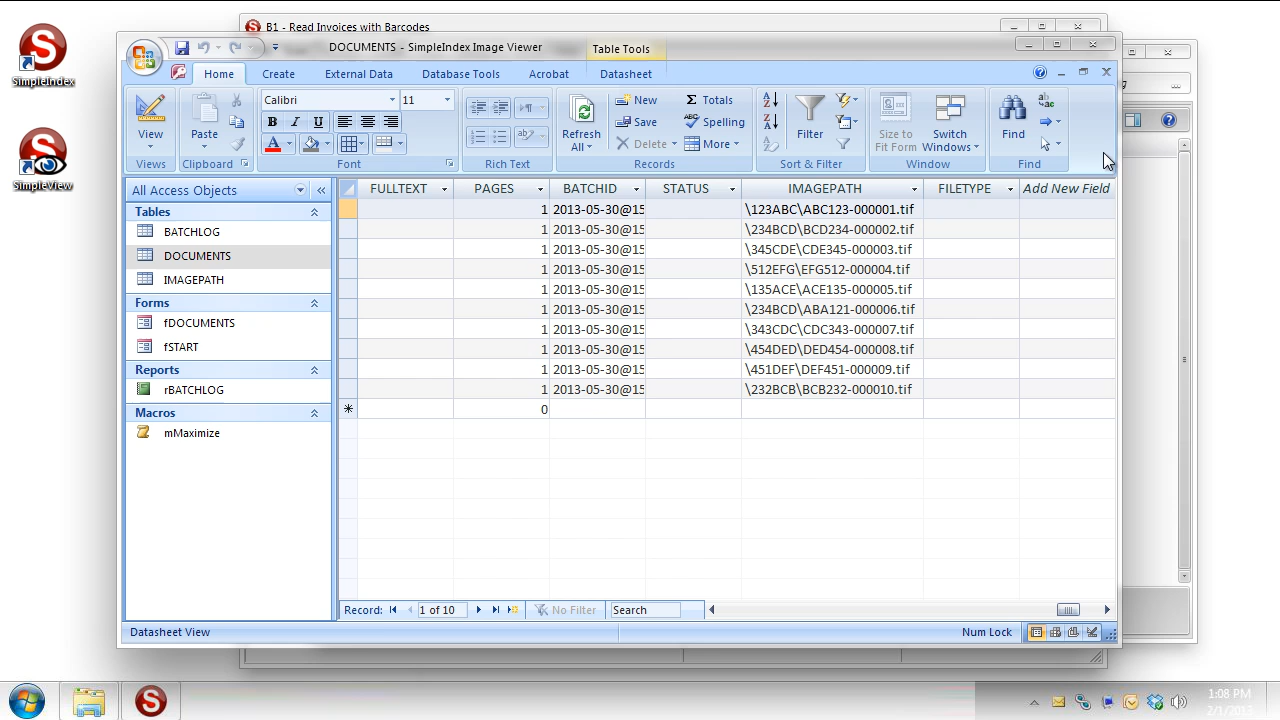 B1 - Read Invoices with Barcodes
DOCUMENTS - SimpleIndex Image Viewer
Table Tools
Home
Create
External Data
Database Tools
Acrobat
Datasheet
View
Views
Paste
Clipboard
Calibri
11
B I U
A
Font
Rich Text
Refresh All
New
Save
Delete
Totals
Spelling
More
Records
Filter
Sort & Filter
Size to Fit Form
Switch Windows
Window
Find
Find
SimpleIndex
SimpleView
All Access Objects
Tables
BATCHLOG
DOCUMENTS
IMAGEPATH
Forms
fDOCUMENTS
fSTART
Reports
rBATCHLOG
Macros
mMaximize
FULLTEXT PAGES BATCHID STATUS IMAGEPATH FILETYPE Add New Field
1 2013-05-30@15 \123ABC\ABC123-000001.tif
1 2013-05-30@15 \234BCD\BCD234-000002.tif
1 2013-05-30@15 \345CDE\CDE345-000003.tif
1 2013-05-30@15 \512EFG\EFG512-000004.tif
1 2013-05-30@15 \135ACE\ACE135-000005.tif
1 2013-05-30@15 \234BCD\ABA121-000006.tif
1 2013-05-30@15 \343CDC\CDC343-000007.tif
1 2013-05-30@15 \454DED\DED454-000008.tif
1 2013-05-30@15 \451DEF\DEF451-000009.tif
1 2013-05-30@15 \232BCB\BCB232-000010.tif
0
Record: 1 of 10 No Filter Search
Datasheet View
Num Lock
1:08 PM
2/1/2013